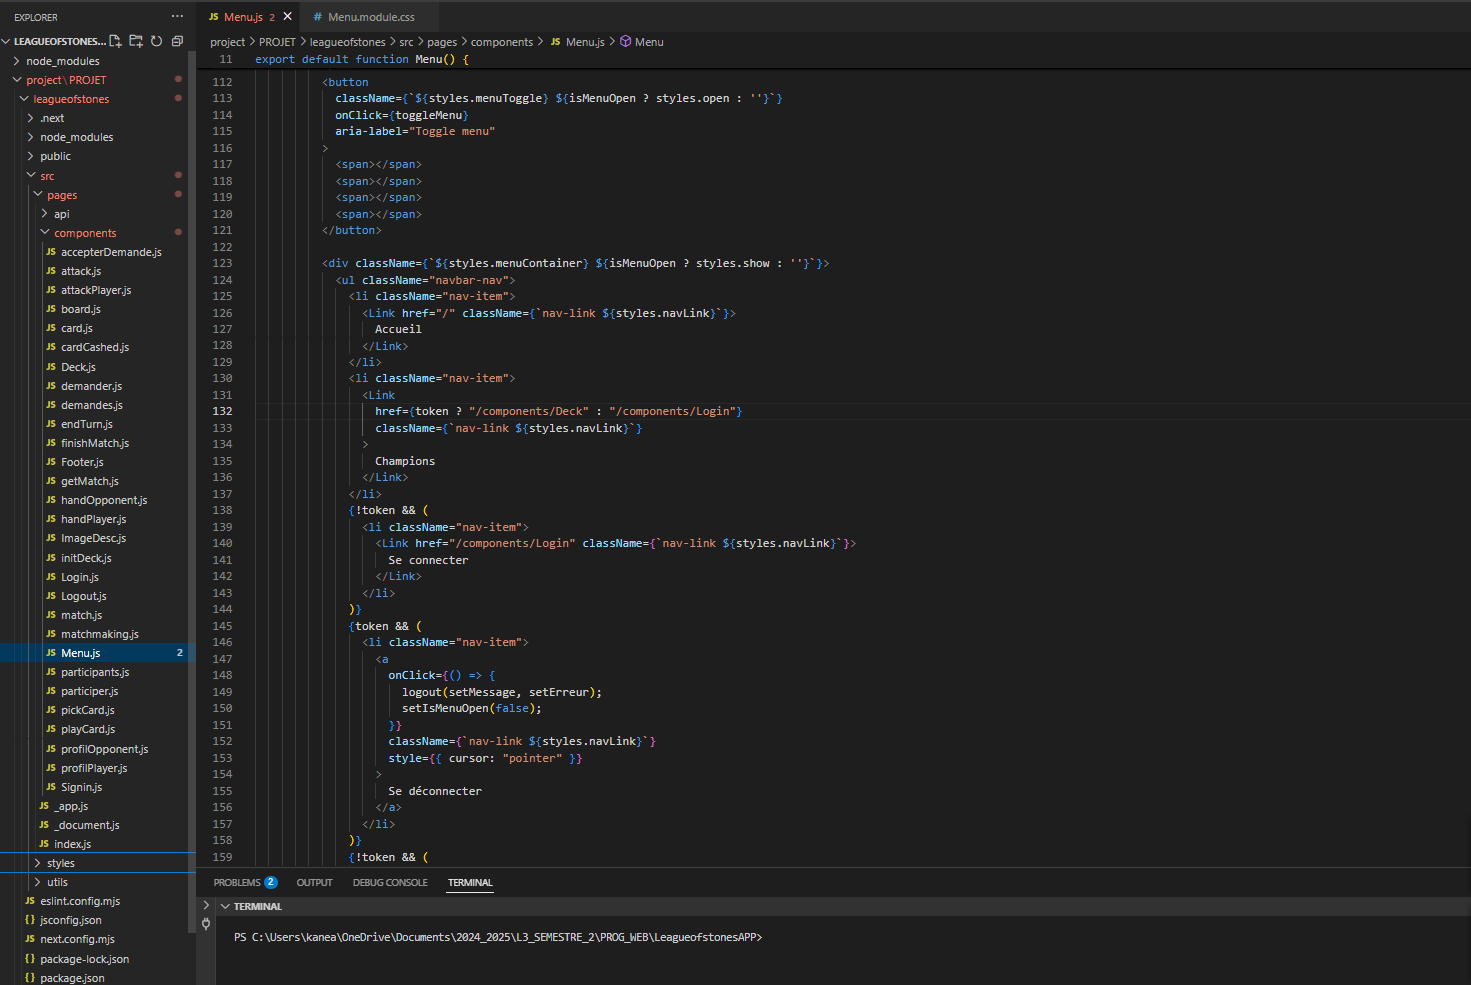 EXPLORER
···
LEAGUEOFSTONES...
node_modules
project \ PROJET
leagueofstones
.next
node_modules
public
src
pages
api
components
JS accepterDemande.js
JS attack.js
JS attackPlayer.js
JS board.js
JS card.js
JS cardCashed.js
JS Deck.js
JS demander.js
JS demandes.js
JS endTurn.js
JS finishMatch.js
JS Footer.js
JS getMatch.js
JS handOpponent.js
JS handPlayer.js
JS ImageDesc.js
JS initDeck.js
JS Login.js
JS Logout.js
JS match.js
JS matchmaking.js
JS Menu.js 2
JS participants.js
JS participer.js
JS pickCard.js
JS playCard.js
JS profilOpponent.js
JS profilPlayer.js
JS Signin.js
JS _app.js
JS _document.js
JS index.js
styles
utils
JS eslint.config.mjs
{} jsconfig.json
JS next.config.mjs
{} package-lock.json
{} package.json
JS Menu.js 2 ×
# Menu.module.css
project > PROJET > leagueofstones > src > pages > components > JS Menu.js > Menu
11 export default function Menu() {
112 <button
113 className={`${styles.menuToggle} ${isMenuOpen ? styles.open : ''}`}
114 onClick={toggleMenu}
115 aria-label="Toggle menu"
116 >
117 <span></span>
118 <span></span>
119 <span></span>
120 <span></span>
121 </button>
122
123 <div className={`${styles.menuContainer} ${isMenuOpen ? styles.show : ''}`}>
124 <ul className="navbar-nav">
125 <li className="nav-item">
126 <Link href="/" className={`nav-link ${styles.navLink}`}>
127 Accueil
128 </Link>
129 </li>
130 <li className="nav-item">
131 <Link
132 href={token ? "/components/Deck" : "/components/Login"}
133 className={`nav-link ${styles.navLink}`}
134 >
135 Champions
136 </Link>
137 </li>
138 {!token && (
139 <li className="nav-item">
140 <Link href="/components/Login" className={`nav-link ${styles.navLink}`}>
141 Se connecter
142 </Link>
143 </li>
144 )}
145 {token && (
146 <li className="nav-item">
147 <a
148 onClick={() => {
149 logout(setMessage, setErreur);
150 setIsMenuOpen(false);
151 }}
152 className={`nav-link ${styles.navLink}`}
153 style={{ cursor: "pointer" }}
154 >
155 Se déconnecter
156 </a>
157 </li>
158 )}
159 {!token && (
PROBLEMS 2 OUTPUT DEBUG CONSOLE TERMINAL
TERMINAL
PS C:\Users\kanea\OneDrive\Documents\2024_2025\L3_SEMESTRE_2\PROG_WEB\LeagueofstonesAPP>